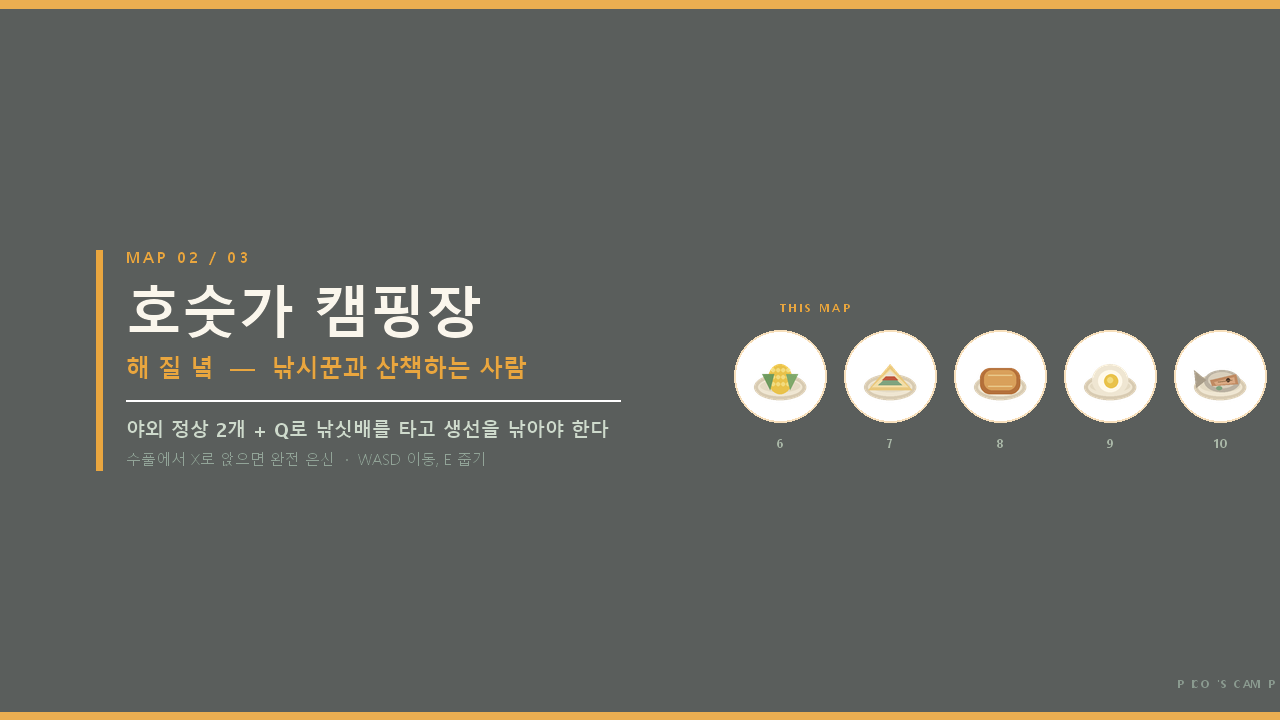 MAP 02 / 03
호숫가 캠핑장
해 질 녘 — 낚시꾼과 산책하는 사람
야외 정상 2개 + Q로 낚싯배를 타고 생선을 낚아야 한다
수풀에서 X로 앉으면 완전 은신 · WASD 이동, E 줍기
THIS MAP
6 7 8 9 10
'S CAMP